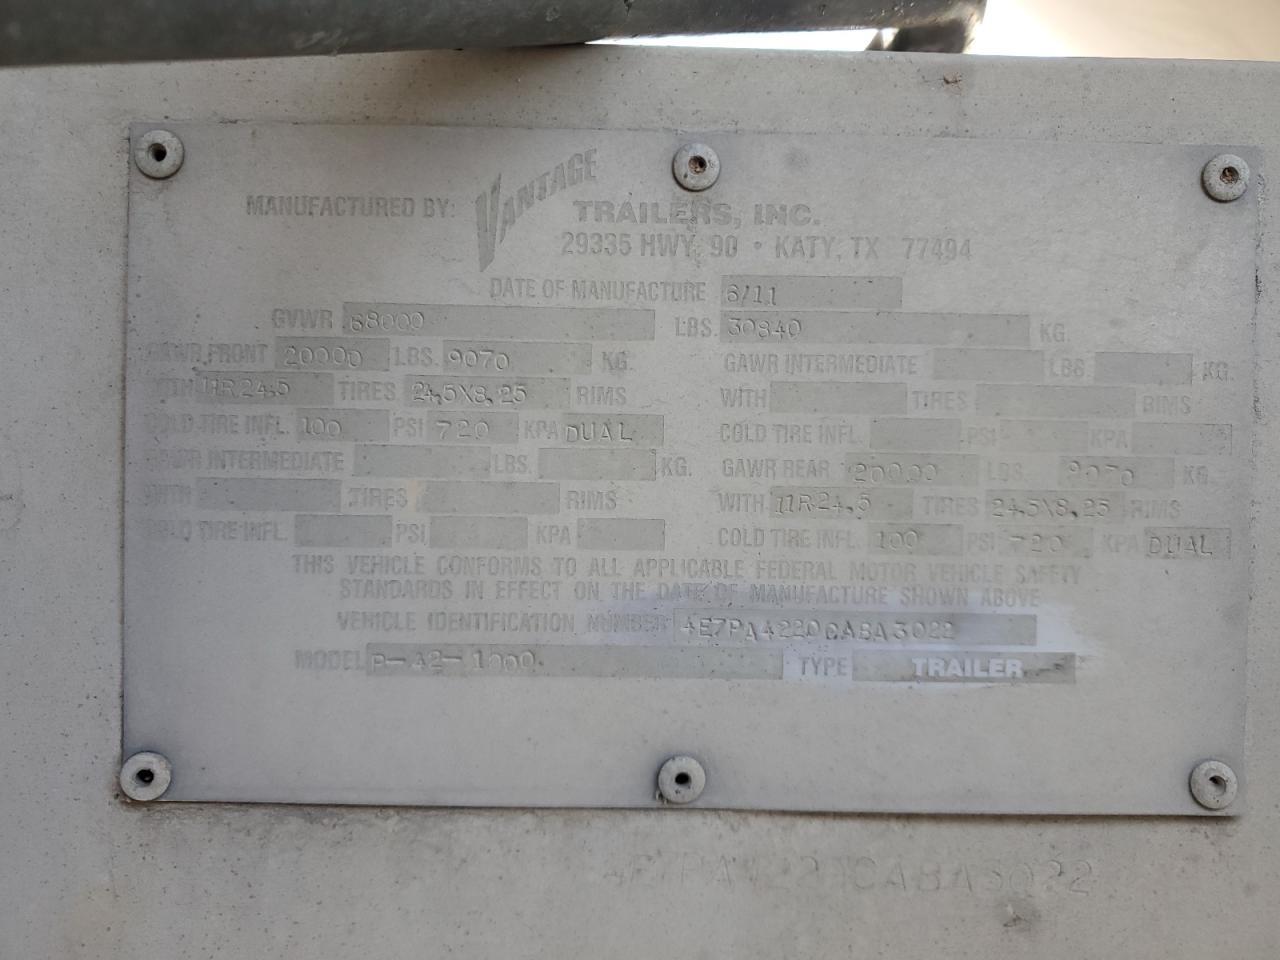 MANUFACTURED BY: VANTAGE TRAILERS, INC.
29335 HWY. 90 • KATY, TX 77494
DATE OF MANUFACTURE 6/11
GVWR 68000 LBS. 30840 KG.
GAWR FRONT 20000 LBS. 9070 KG. GAWR INTERMEDIATE LBS. KG.
WITH 11R24.5 TIRES 24.5X8.25 RIMS WITH TIRES RIMS
COLD TIRE INFL. 100 PSI 720 KPA DUAL COLD TIRE INFL. PSI KPA
GAWR INTERMEDIATE LBS. KG. GAWR REAR 20000 LBS. 9070 KG.
WITH TIRES RIMS WITH 11R24.5 TIRES 24.5X8.25 RIMS
COLD TIRE INFL. PSI KPA COLD TIRE INFL. 100 PSI 720 KPA DUAL
THIS VEHICLE CONFORMS TO ALL APPLICABLE FEDERAL MOTOR VEHICLE SAFETY
STANDARDS IN EFFECT ON THE DATE OF MANUFACTURE SHOWN ABOVE
VEHICLE IDENTIFICATION NUMBER 4E7PA4220CABA3022
MODEL P-42-1000 TYPE TRAILER
4E7PA4220CABA3022